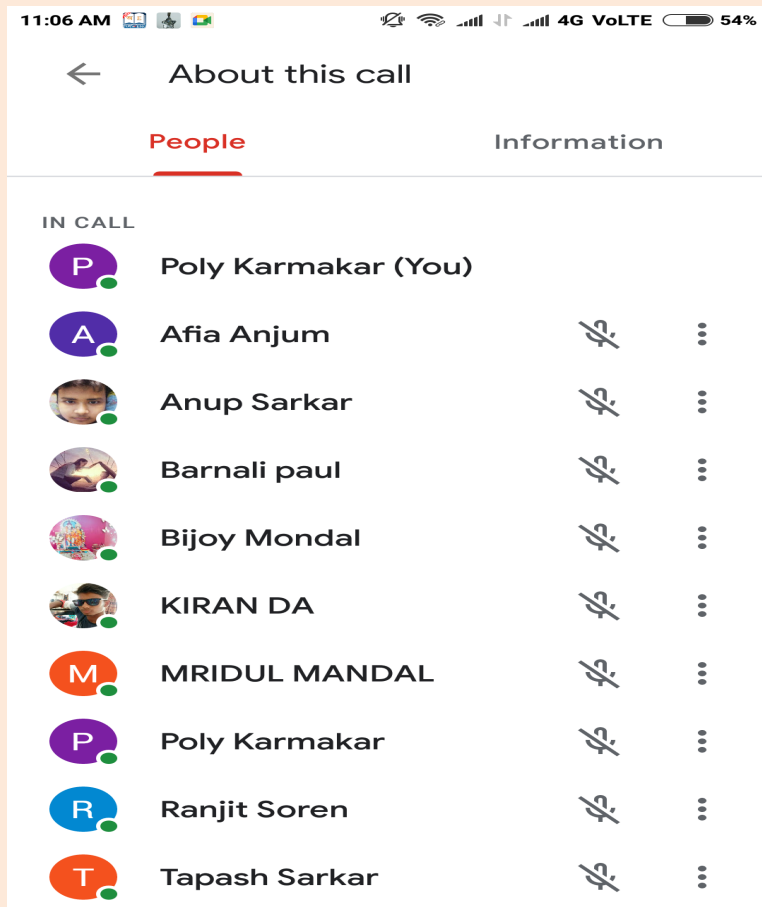 11:06 AM 4G VoLTE 54%
About this call
People Information
IN CALL
P Poly Karmakar (You)
A Afia Anjum
Anup Sarkar
Barnali paul
Bijoy Mondal
KIRAN DA
M MRIDUL MANDAL
P Poly Karmakar
R Ranjit Soren
T Tapash Sarkar